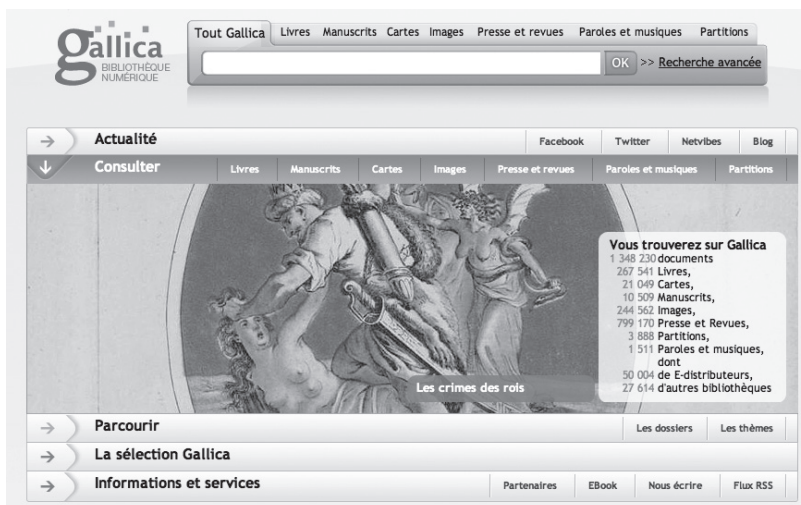 gallica
BIBLIOTHÈQUE
NUMÉRIQUE
Tout Gallica Livres Manuscrits Cartes Images Presse et revues Paroles et musiques Partitions
OK >> Recherche avancée
Actualité Facebook Twitter Netvibes Blog
Consulter Livres Manuscrits Cartes Images Presse et revues Paroles et musiques Partitions
Vous trouverez sur Gallica
1 348 230 documents
267 541 Livres,
21 049 Cartes,
10 509 Manuscrits,
244 562 Images,
799 170 Presse et Revues,
3 888 Partitions,
1 511 Paroles et musiques,
dont
50 004 de E-distributeurs,
27 614 d'autres bibliothèques
Les crimes des rois
Parcourir Les dossiers Les thèmes
La sélection Gallica
Informations et services Partenaires EBook Nous écrire Flux RSS